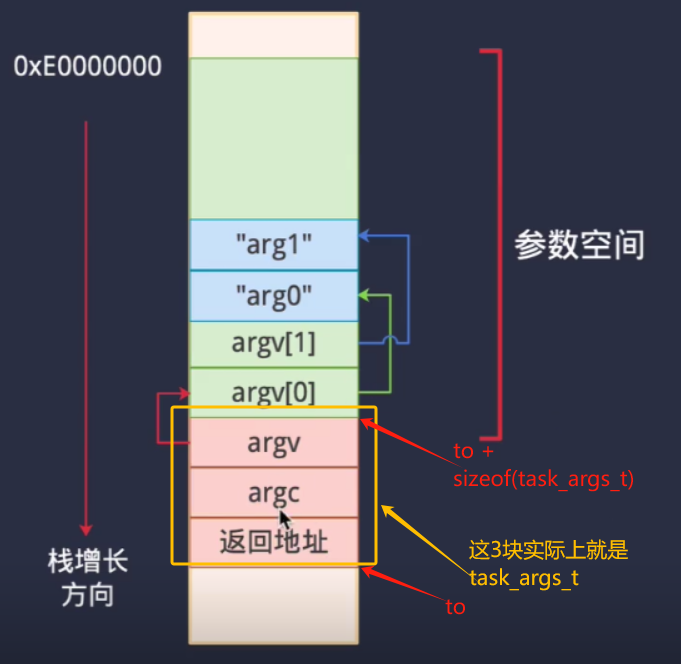 0xE0000000
"arg1"
"arg0"
argv[1]
argv[0]
argv
argc
返回地址
栈增长
方向
参数空间
to +
sizeof(task_args_t)
这3块实际上就是
task_args_t
to